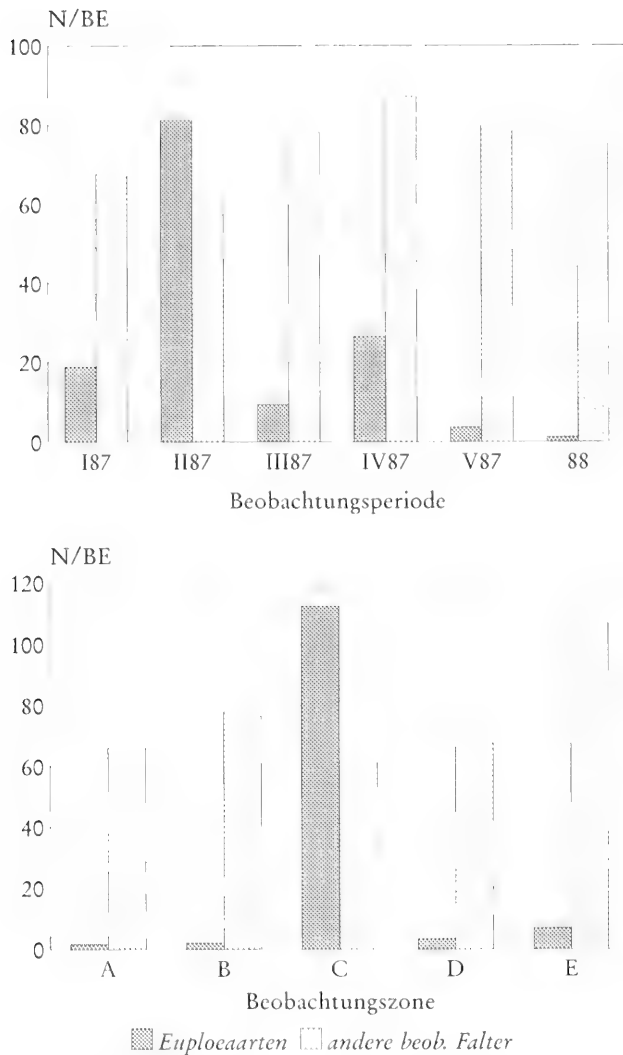 N/BE
100
80
60
40
20
0
I87 II87 III87 IV87 V87 88
Beobachtungsperiode
N/BE
120
100
80
60
40
20
0
A B C D E
Beobachtungszone
Euploeaarten andere beob. Falter